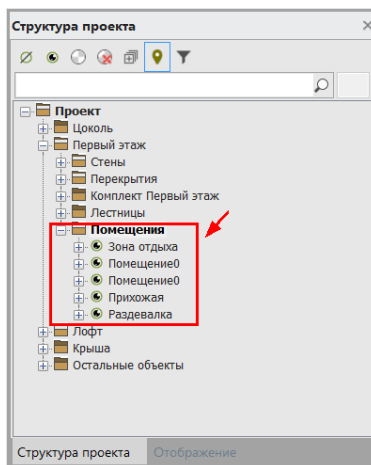 Структура проекта
Проект
Цоколь
Первый этаж
Стены
Перекрытия
Комплект Первый этаж
Лестницы
Помещения
Зона отдыха
Помещение0
Помещение0
Прихожая
Раздевалка
Лофт
Крыша
Остальные объекты
Структура проекта Отображение